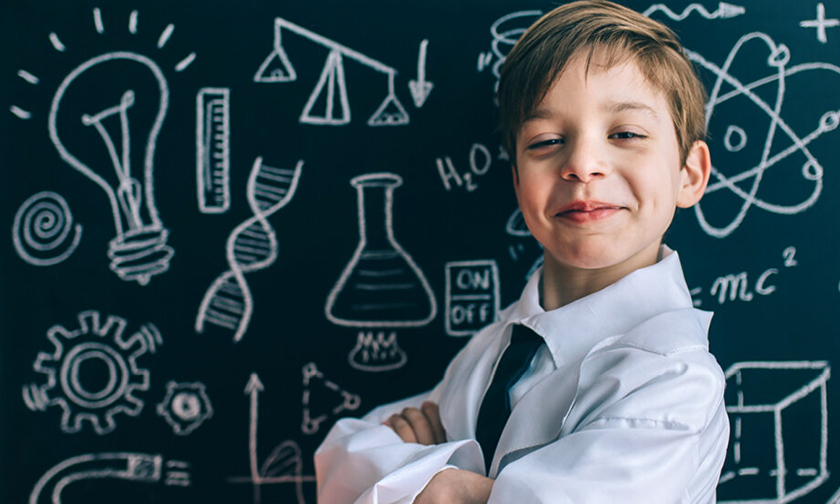 H₂O
ON
OFF
= mc²